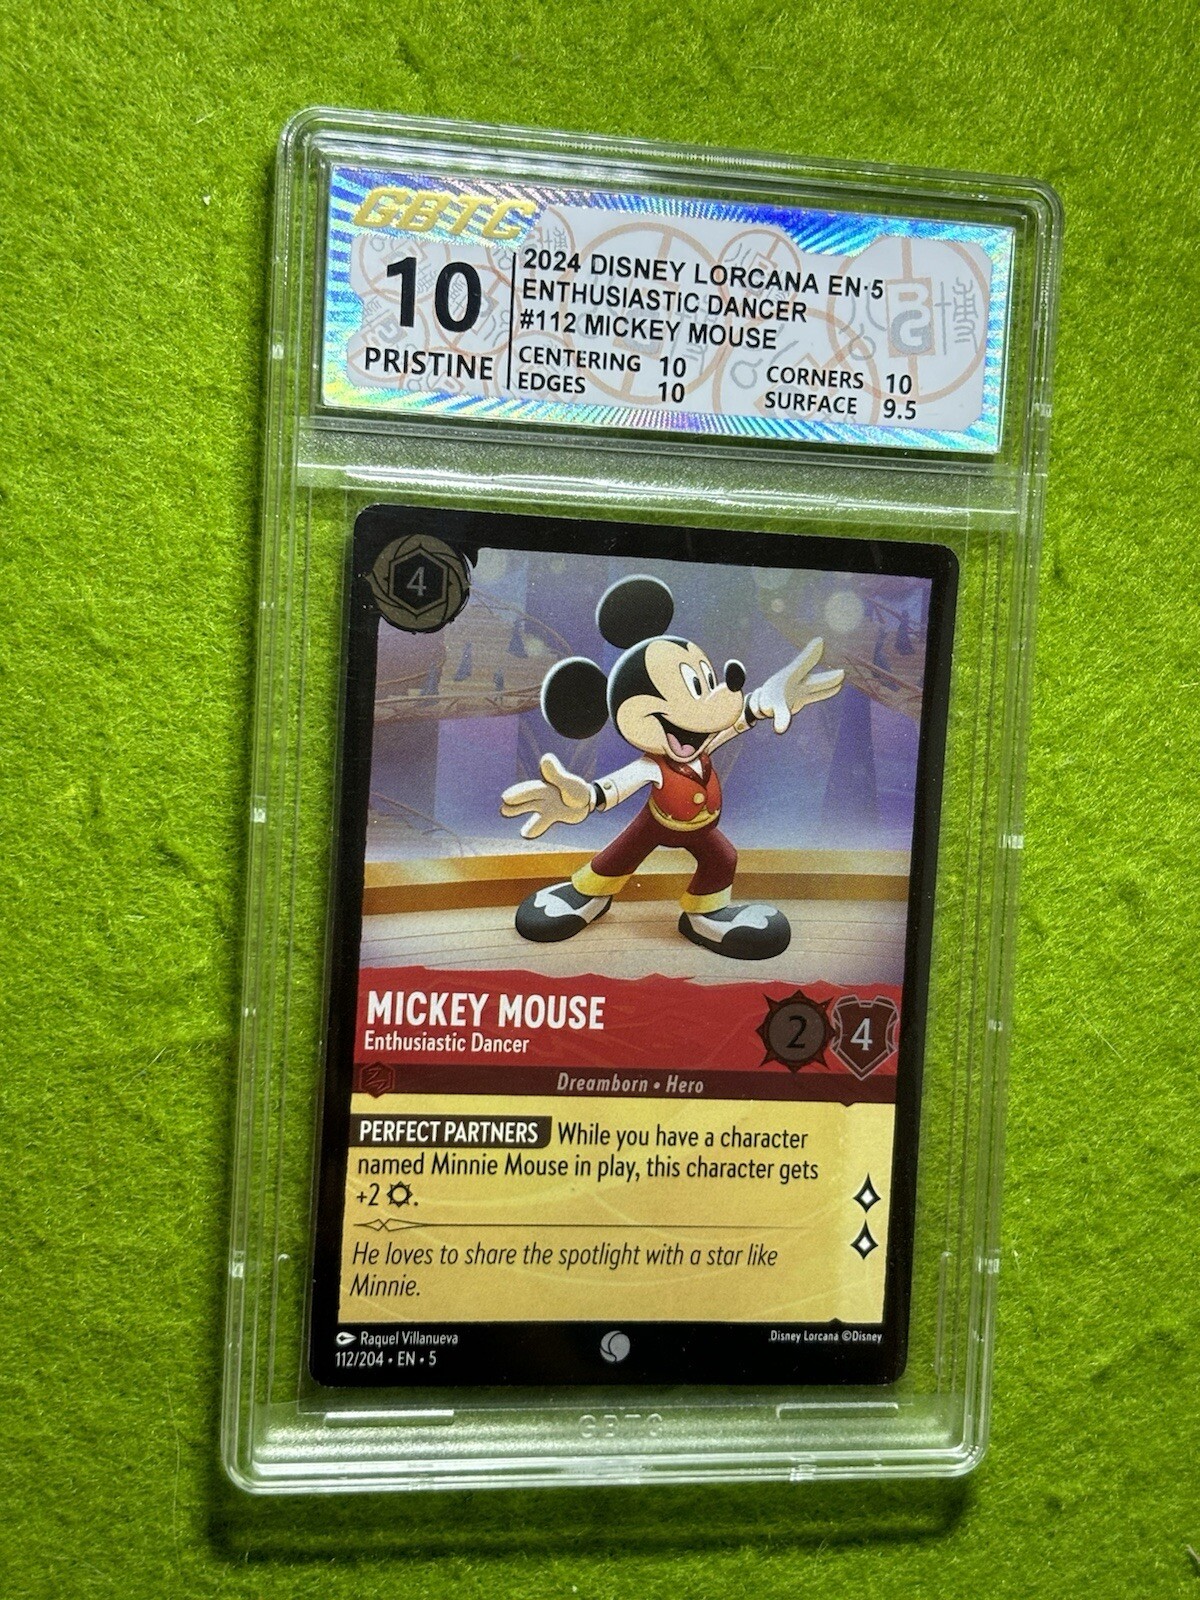 GBTC
10
PRISTINE
2024 DISNEY LORCANA EN·5
ENTHUSIASTIC DANCER
#112 MICKEY MOUSE
CENTERING 10
CORNERS 10
EDGES 10
SURFACE 9.5
4
MICKEY MOUSE
Enthusiastic Dancer
2 4
Dreamborn • Hero
PERFECT PARTNERS While you have a character
named Minnie Mouse in play, this character gets
+2 .
He loves to share the spotlight with a star like
Minnie.
Raquel Villanueva
112/204 • EN • 5
Disney Lorcana ©Disney
GBTC